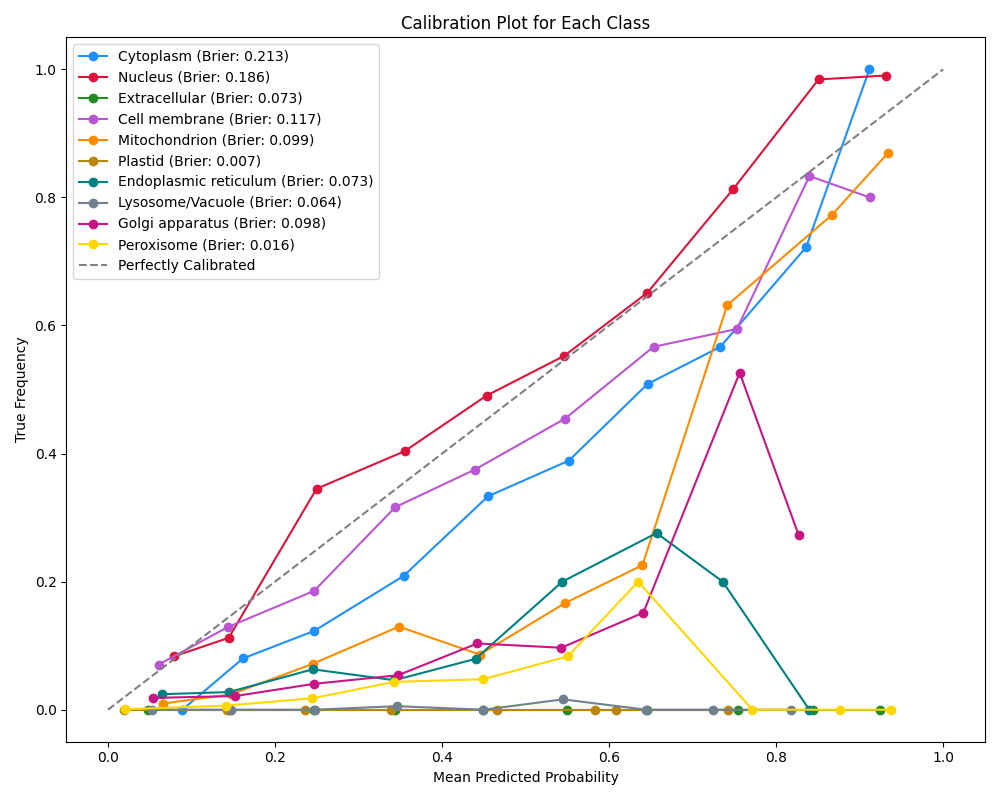 Calibration Plot for Each Class
Cytoplasm (Brier: 0.213)
Nucleus (Brier: 0.186)
Extracellular (Brier: 0.073)
Cell membrane (Brier: 0.117)
Mitochondrion (Brier: 0.099)
Plastid (Brier: 0.007)
Endoplasmic reticulum (Brier: 0.073)
Lysosome/Vacuole (Brier: 0.064)
Golgi apparatus (Brier: 0.098)
Peroxisome (Brier: 0.016)
Perfectly Calibrated
True Frequency
1.0
0.8
0.6
0.4
0.2
0.0
0.0 0.2 0.4 0.6 0.8 1.0
Mean Predicted Probability